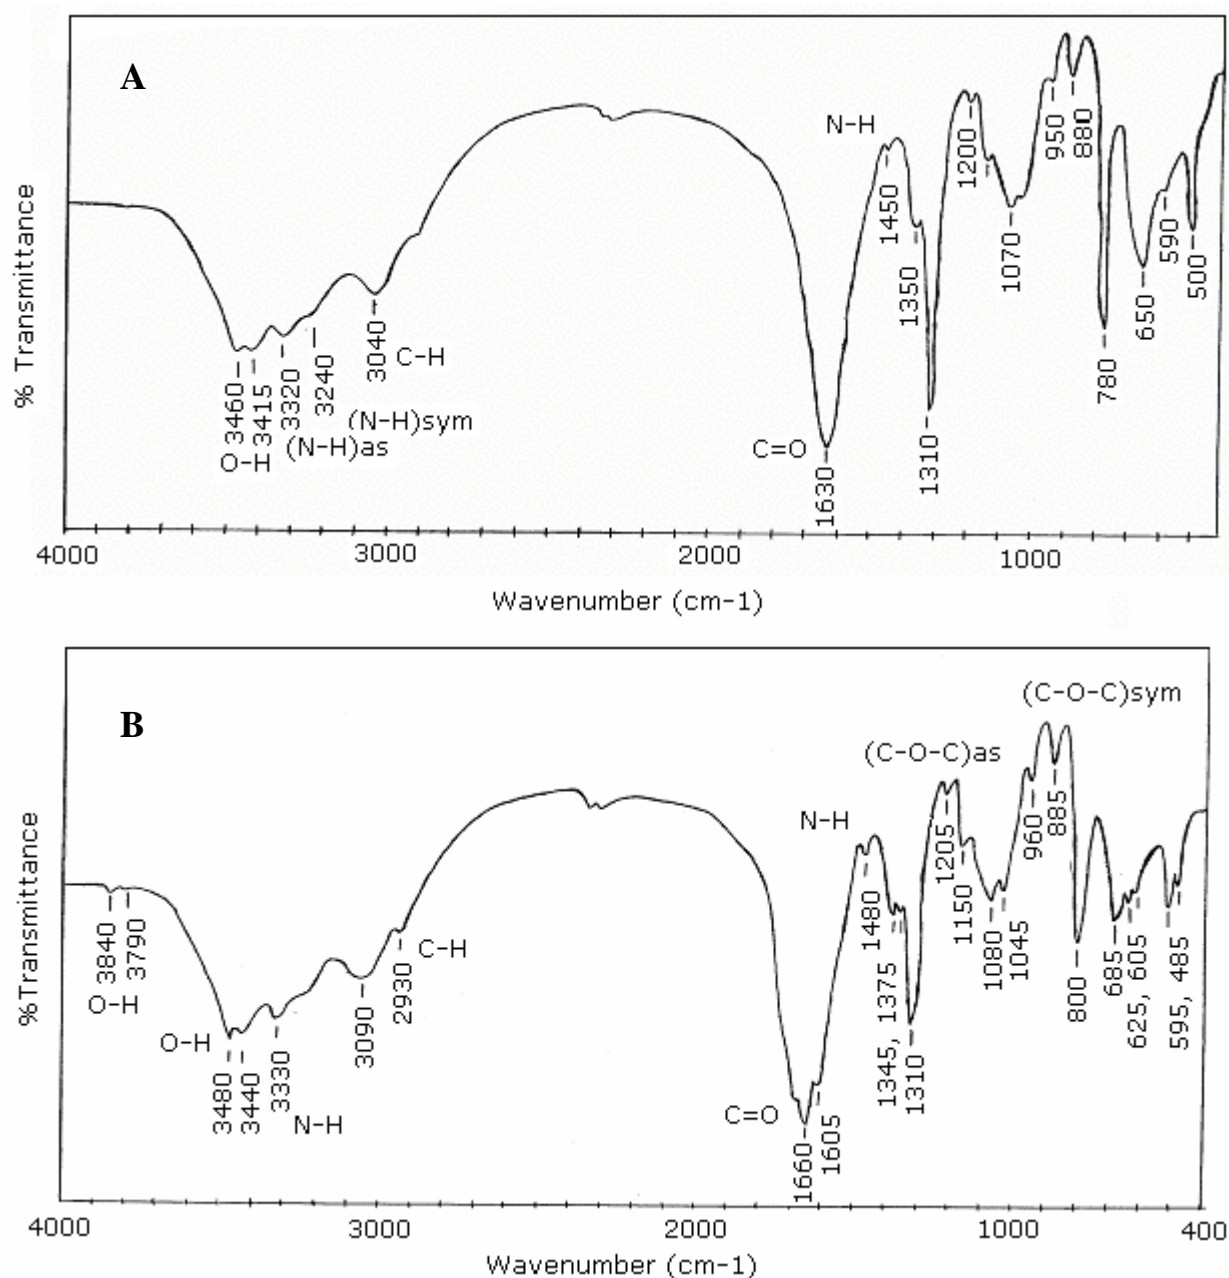 A
% Transmittance
N-H
1450
1350
1310
1200
1070
950
880
780
650
590
500
3460
3415
3320
3240
3040
C-H
(N-H)sym
(N-H)as
O-H
C=O
1630
4000
3000
2000
1000
Wavenumber (cm-1)
B
(C-O-C)sym
(C-O-C)as
%Transmittance
N-H
3840
3790
O-H
O-H
3480
3440
3330
N-H
3090
2930
C-H
C=O
1660
1605
1480
1345, 1375
1310
1205
1150
1080
1045
960
885
800
685
625, 605
595, 485
4000
3000
2000
1000
400
Wavenumber (cm-1)